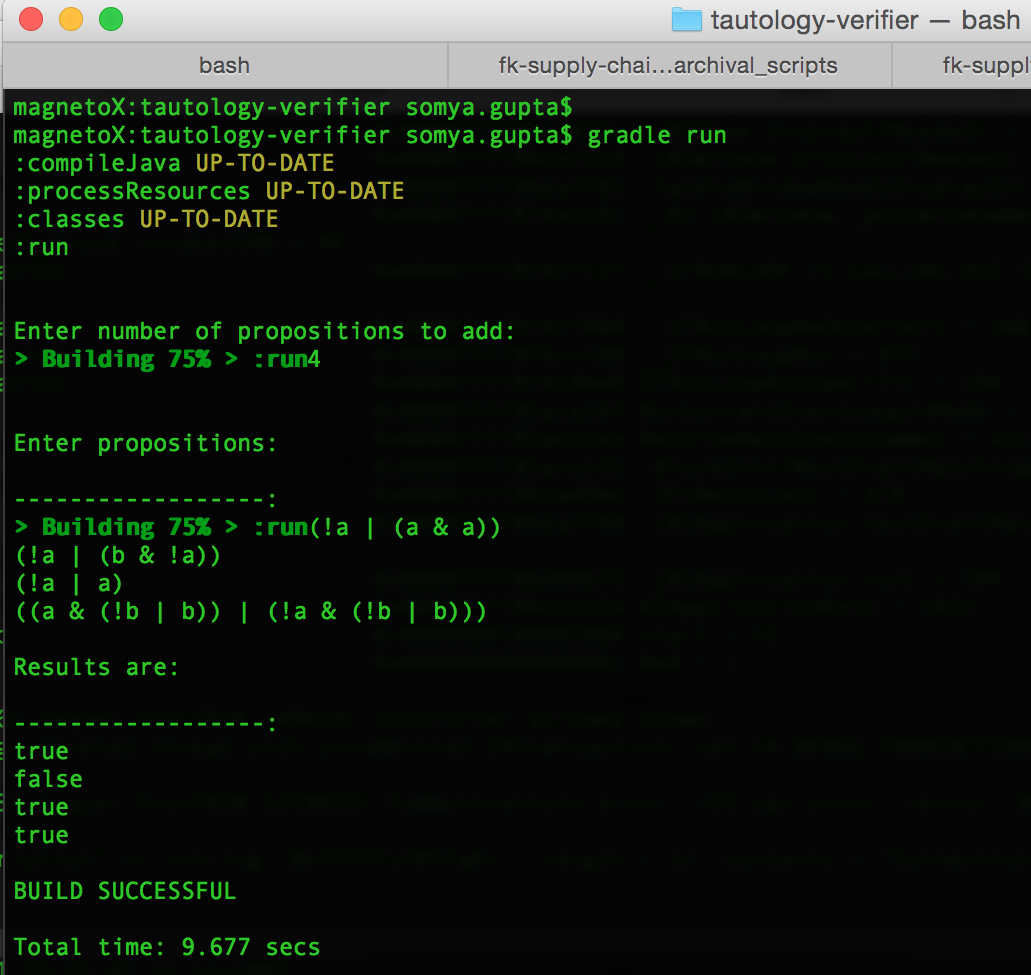 tautology-verifier — bash
bash
fk-supply-chai...archival_scripts
fk-suppl
magnetoX:tautology-verifier somya.gupta$
magnetoX:tautology-verifier somya.gupta$ gradle run
:compileJava UP-TO-DATE
:processResources UP-TO-DATE
:classes UP-TO-DATE
:run
Enter number of propositions to add:
> Building 75% > :run4
Enter propositions:
------------------:
> Building 75% > :run(!a | (a & a))
(!a | (b & !a))
(!a | a)
((a & (!b | b)) | (!a & (!b | b)))
Results are:
------------------:
true
false
true
true
BUILD SUCCESSFUL
Total time: 9.677 secs